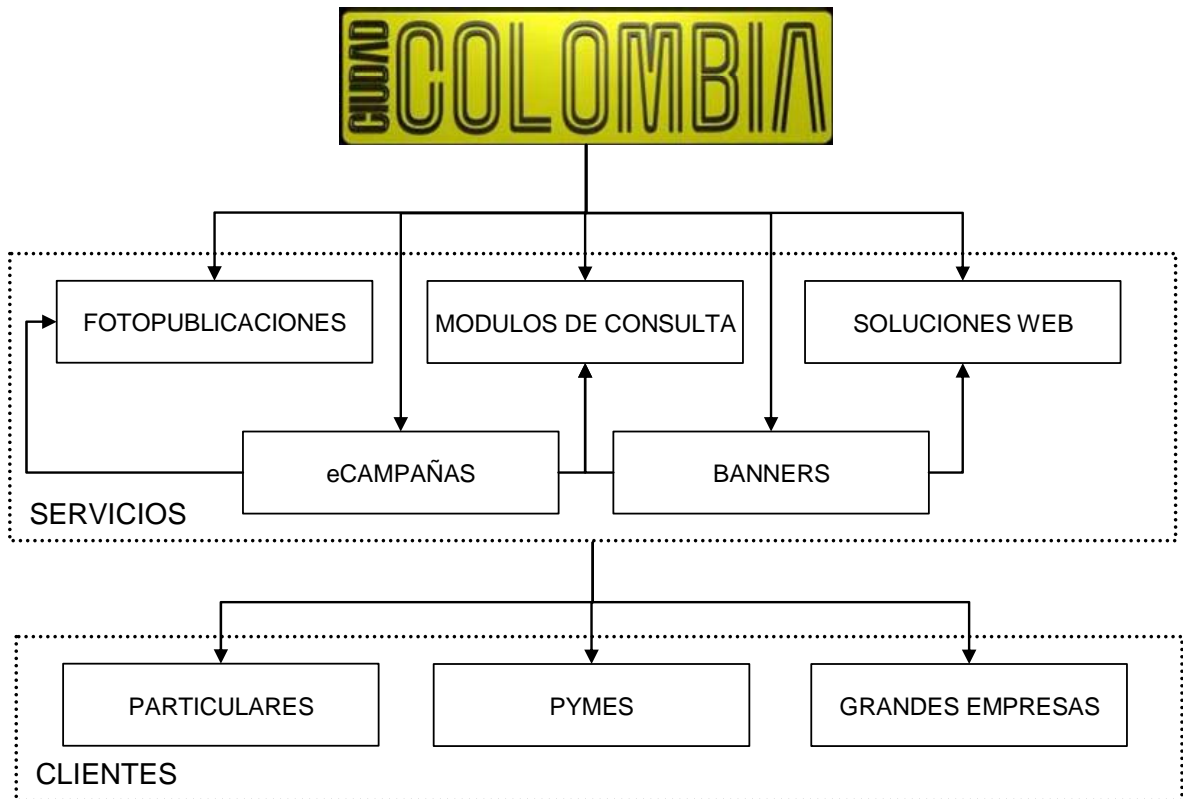 CIUDAD
COLOMBIA
FOTOPUBLICACIONES
MODULOS DE CONSULTA
SOLUCIONES WEB
eCAMPAÑAS
BANNERS
SERVICIOS
PARTICULARES
PYMES
GRANDES EMPRESAS
CLIENTES